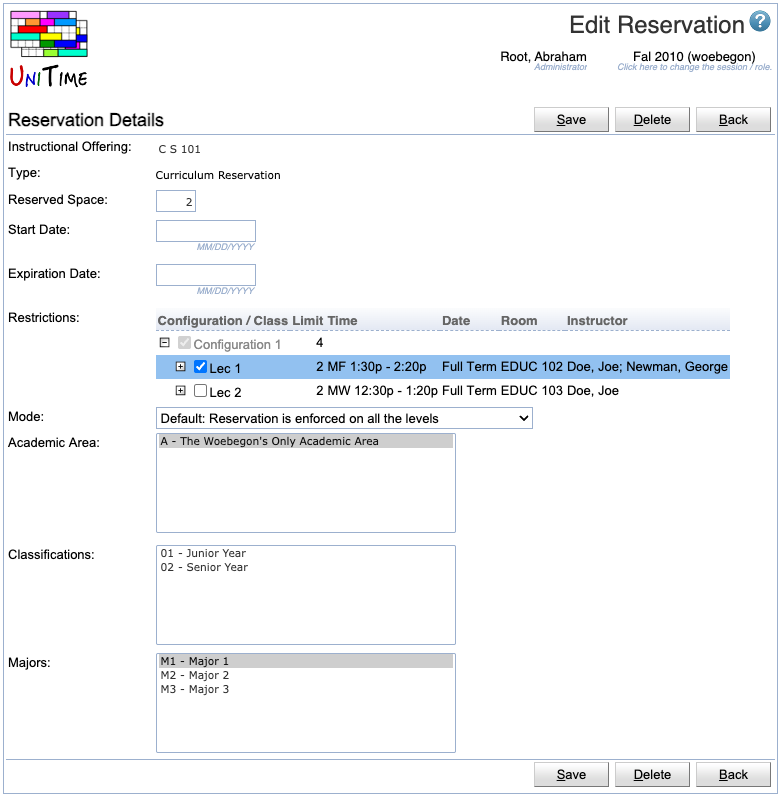 Edit Reservation ?
UNITIME
Root, Abraham Fal 2010 (woebegon)
Administrator Click here to change the session / role.
Reservation Details Save Delete Back
Instructional Offering: C S 101
Type: Curriculum Reservation
Reserved Space: 2
Start Date:
MM/DD/YYYY
Expiration Date:
MM/DD/YYYY
Restrictions: Configuration / Class Limit Time Date Room Instructor
Configuration 1 4
Lec 1 2 MF 1:30p - 2:20p Full Term EDUC 102 Doe, Joe; Newman, George
Lec 2 2 MW 12:30p - 1:20p Full Term EDUC 103 Doe, Joe
Mode: Default: Reservation is enforced on all the levels
Academic Area: A - The Woebegon's Only Academic Area
Classifications: 01 - Junior Year
02 - Senior Year
Majors: M1 - Major 1
M2 - Major 2
M3 - Major 3
Save Delete Back